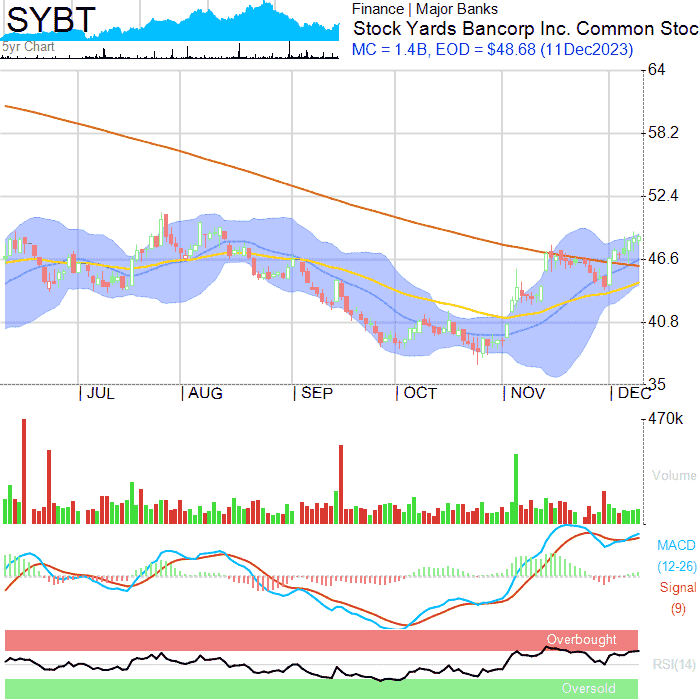 SYBT
Finance | Major Banks
Stock Yards Bancorp Inc. Common Stoc
MC = 1.4B, EOD = $48.68 (11Dec2023)
5yr Chart
64
58.2
52.4
46.6
40.8
35
JUL AUG SEP OCT NOV DEC
470k
Volume
MACD
(12-26)
Signal
(9)
Overbought
RSI(14)
Oversold